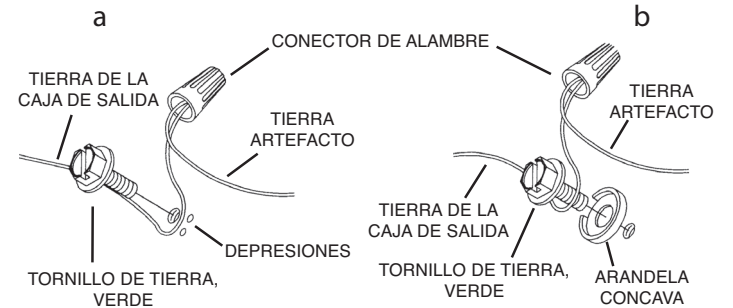 a
b
CONECTOR DE ALAMBRE
TIERRA DE LA
CAJA DE SALIDA
TIERRA
ARTEFACTO
DEPRESIONES
TORNILLO DE TIERRA,
VERDE
TIERRA
ARTEFACTO
TIERRA DE LA
CAJA DE SALIDA
TORNILLO DE TIERRA,
VERDE
ARANDELA
CONCAVA